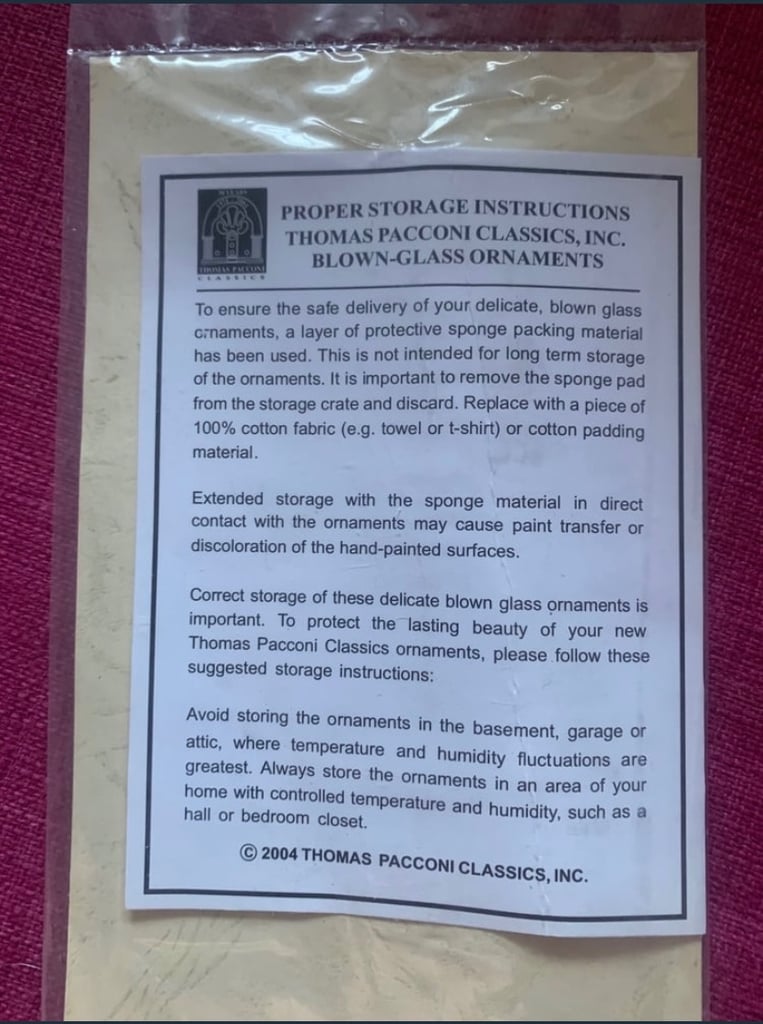 THOMAS PACCONI
CLASSICS
PROPER STORAGE INSTRUCTIONS
THOMAS PACCONI CLASSICS, INC.
BLOWN-GLASS ORNAMENTS
To ensure the safe delivery of your delicate, blown glass
ornaments, a layer of protective sponge packing material
has been used. This is not intended for long term storage
of the ornaments. It is important to remove the sponge pad
from the storage crate and discard. Replace with a piece of
100% cotton fabric (e.g. towel or t-shirt) or cotton padding
material.
Extended storage with the sponge material in direct
contact with the ornaments may cause paint transfer or
discoloration of the hand-painted surfaces.
Correct storage of these delicate blown glass ornaments is
important. To protect the lasting beauty of your new
Thomas Pacconi Classics ornaments, please follow these
suggested storage instructions:
Avoid storing the ornaments in the basement, garage or
attic, where temperature and humidity fluctuations are
greatest. Always store the ornaments in an area of your
home with controlled temperature and humidity, such as a
hall or bedroom closet.
© 2004 THOMAS PACCONI CLASSICS, INC.